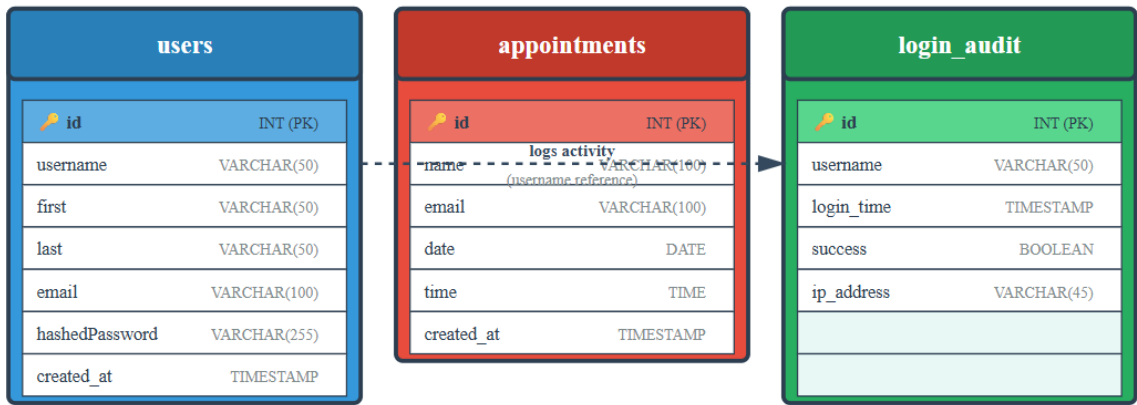 users
id INT (PK)
username VARCHAR(50)
first VARCHAR(50)
last VARCHAR(50)
email VARCHAR(100)
hashedPassword VARCHAR(255)
created_at TIMESTAMP
appointments
id INT (PK)
name VARCHAR(100)
email VARCHAR(100)
date DATE
time TIME
created_at TIMESTAMP
logs activity
(username reference)
login_audit
id INT (PK)
username VARCHAR(50)
login_time TIMESTAMP
success BOOLEAN
ip_address VARCHAR(45)